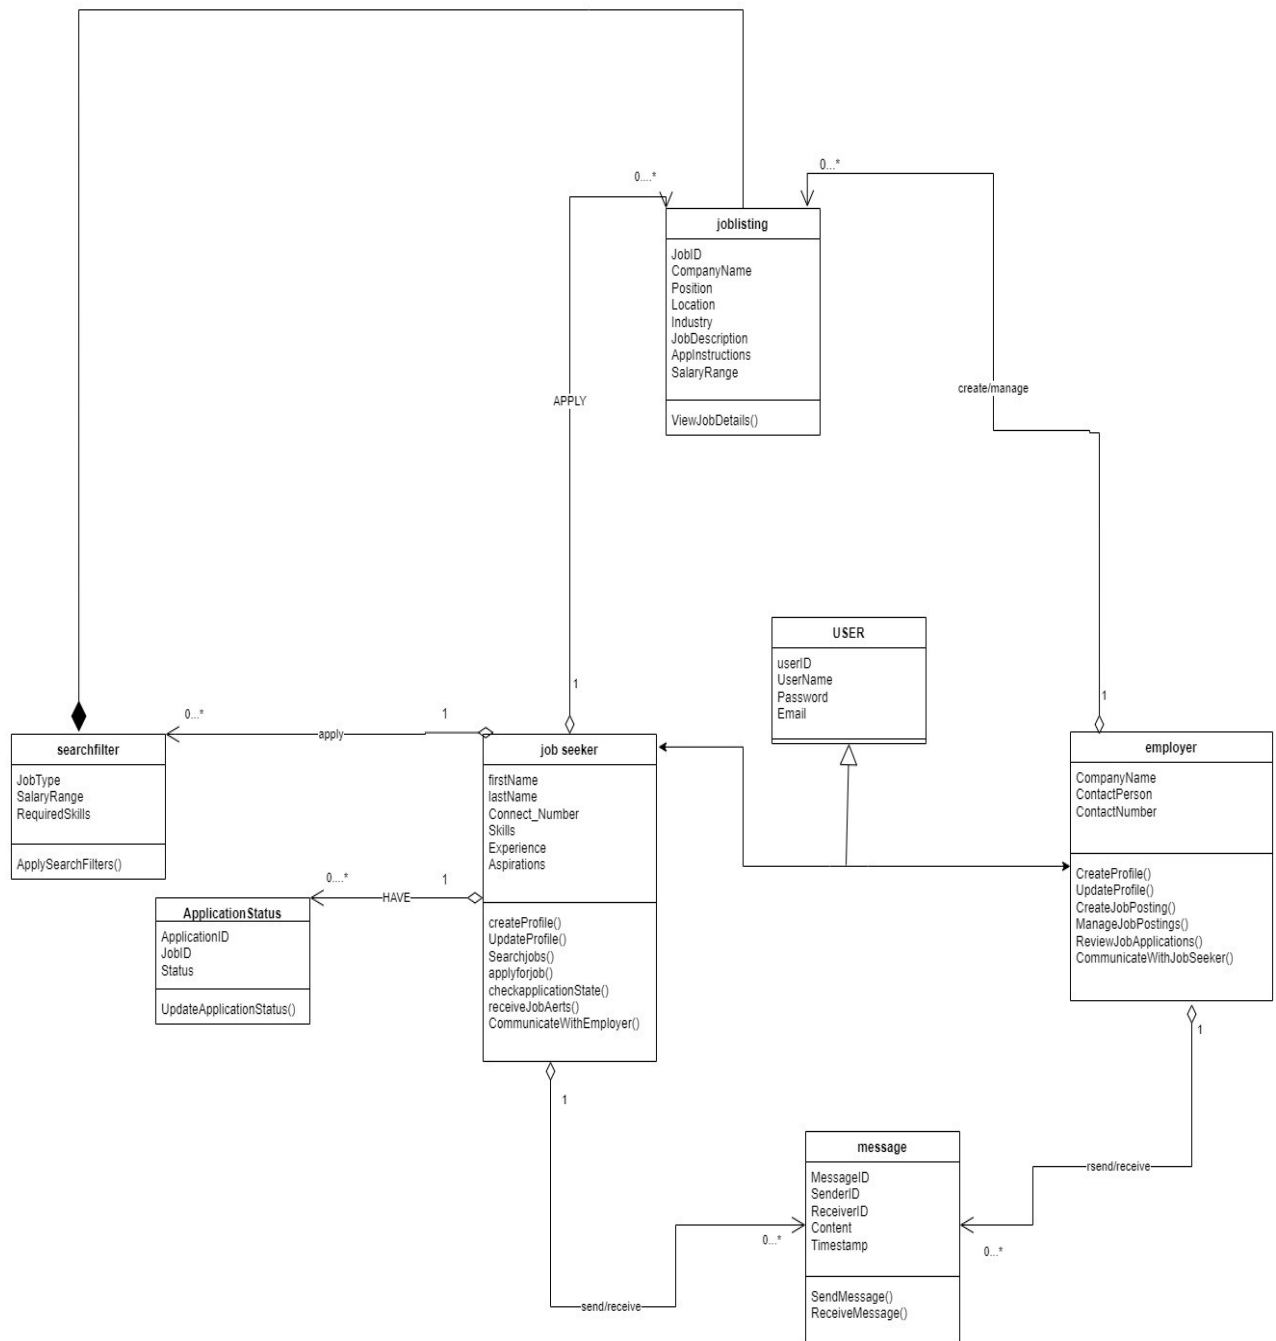 0....*
0...*
joblisting
JobID
CompanyName
Position
Location
Industry
JobDescription
AppInstructions
SalaryRange
ViewJobDetails()
APPLY
create/manage
1
1
USER
userID
UserName
Password
Email
0...*
apply
1
searchfilter
JobType
SalaryRange
RequiredSkills
ApplySearchFilters()
job seeker
firstName
lastName
Connect_Number
Skills
Experience
Aspirations
createProfile()
UpdateProfile()
Searchjobs()
applyforjob()
checkapplicationState()
receiveJobAerts()
CommunicateWithEmployer()
employer
CompanyName
ContactPerson
ContactNumber
CreateProfile()
UpdateProfile()
CreateJobPosting()
ManageJobPostings()
ReviewJobApplications()
CommunicateWithJobSeeker()
0....*
HAVE
1
ApplicationStatus
ApplicationID
JobID
Status
UpdateApplicationStatus()
1
1
message
MessageID
SenderID
ReceiverID
Content
Timestamp
SendMessage()
ReceiveMessage()
rsend/receive
0...*
0...*
send/receive